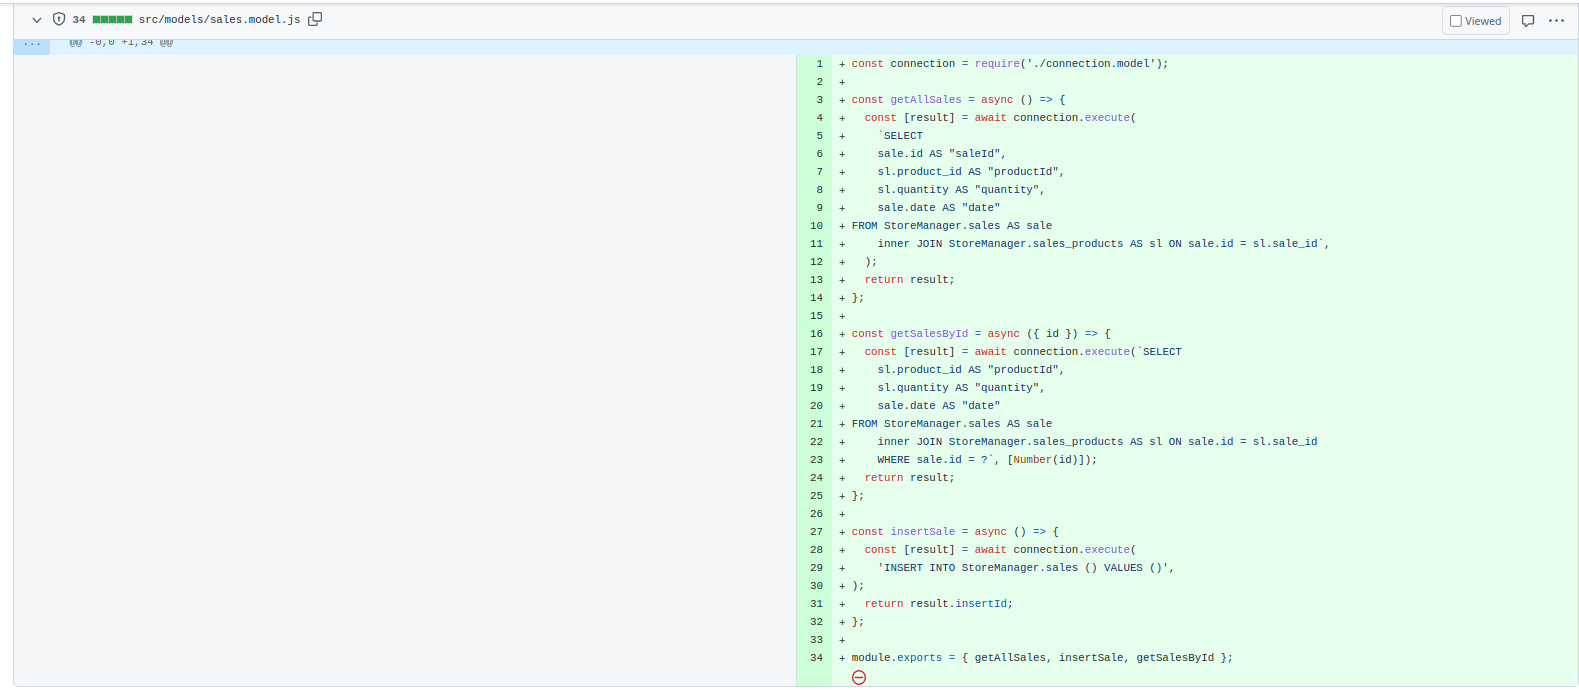 34 src/models/sales.model.js Viewed
... @@ -0,0 +1,34 @@
1 + const connection = require('./connection.model');
2 +
3 + const getAllSales = async () => {
4 +   const [result] = await connection.execute(
5 +     `SELECT
6 +     sale.id AS "saleId",
7 +     sl.product_id AS "productId",
8 +     sl.quantity AS "quantity",
9 +     sale.date AS "date"
10 + FROM StoreManager.sales AS sale
11 +     inner JOIN StoreManager.sales_products AS sl ON sale.id = sl.sale_id`,
12 +   );
13 +   return result;
14 + };
15 +
16 + const getSalesById = async ({ id }) => {
17 +   const [result] = await connection.execute(`SELECT
18 +     sl.product_id AS "productId",
19 +     sl.quantity AS "quantity",
20 +     sale.date AS "date"
21 + FROM StoreManager.sales AS sale
22 +     inner JOIN StoreManager.sales_products AS sl ON sale.id = sl.sale_id
23 +     WHERE sale.id = ?`, [Number(id)]);
24 +   return result;
25 + };
26 +
27 + const insertSale = async () => {
28 +   const [result] = await connection.execute(
29 +     'INSERT INTO StoreManager.sales () VALUES ()',
30 + );
31 +   return result.insertId;
32 + };
33 +
34 + module.exports = { getAllSales, insertSale, getSalesById };